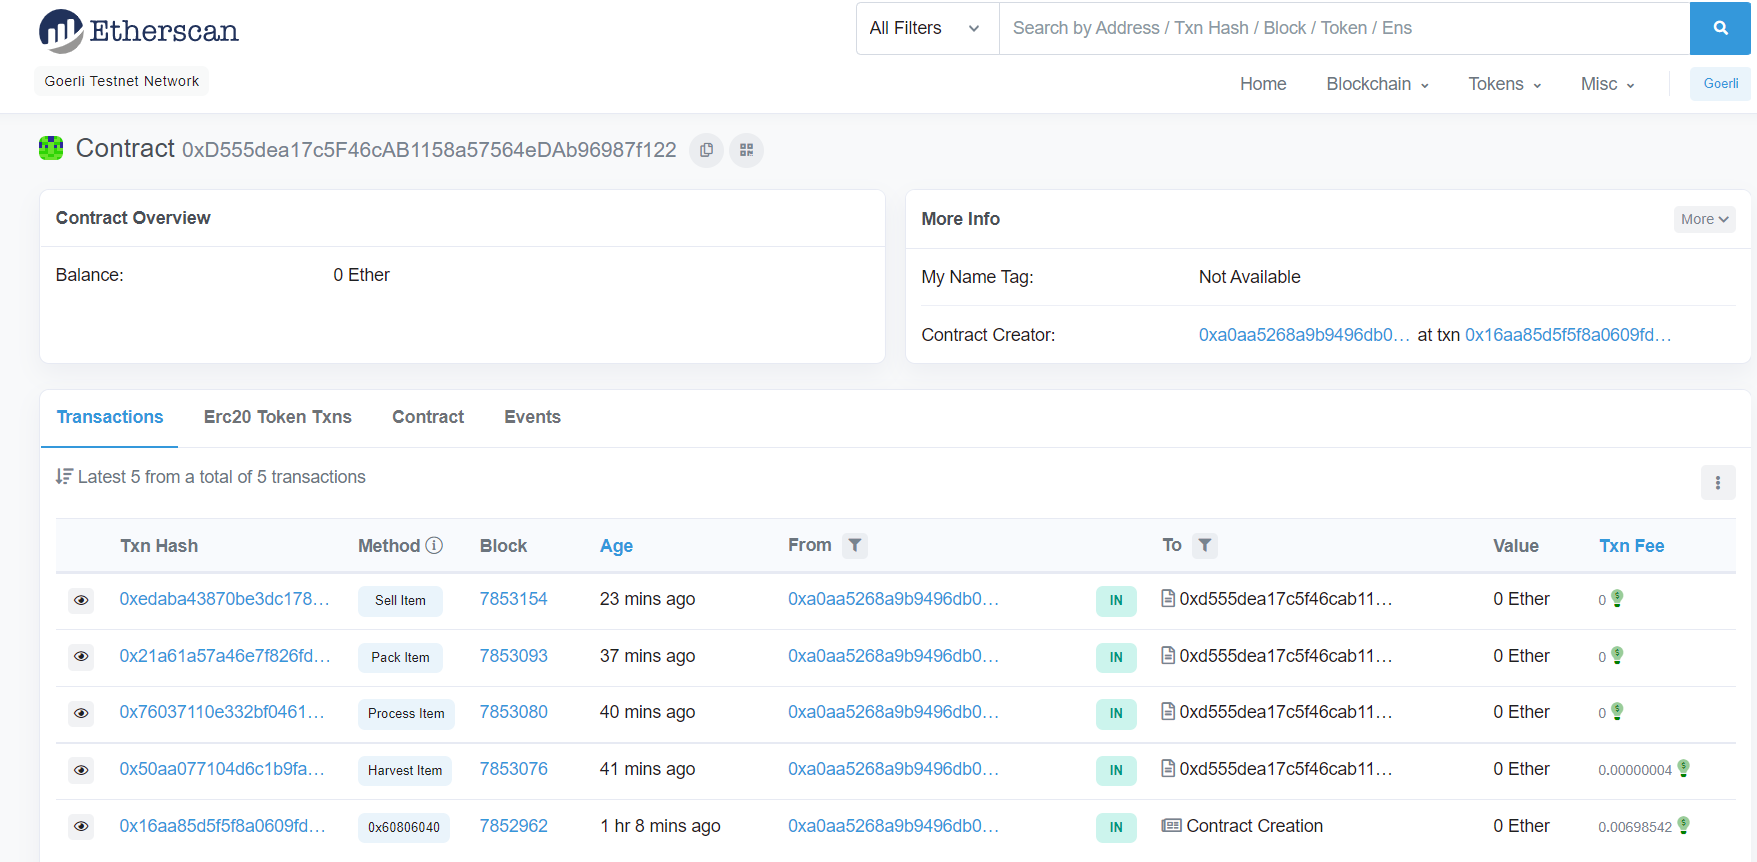 Etherscan
All Filters
Search by Address / Txn Hash / Block / Token / Ens
Goerli Testnet Network
Home Blockchain Tokens Misc Goerli
Contract 0xD555dea17c5F46cAB1158a57564eDAb96987f122
Contract Overview
Balance: 0 Ether
More Info More
My Name Tag: Not Available
Contract Creator: 0xa0aa5268a9b9496db0... at txn 0x16aa85d5f5f8a0609fd...
Transactions Erc20 Token Txns Contract Events
Latest 5 from a total of 5 transactions
Txn Hash Method Block Age From To Value Txn Fee
0xedaba43870be3dc178... Sell Item 7853154 23 mins ago 0xa0aa5268a9b9496db0... IN 0xd555dea17c5f46cab11... 0 Ether 0
0x21a61a57a46e7f826fd... Pack Item 7853093 37 mins ago 0xa0aa5268a9b9496db0... IN 0xd555dea17c5f46cab11... 0 Ether 0
0x76037110e332bf0461... Process Item 7853080 40 mins ago 0xa0aa5268a9b9496db0... IN 0xd555dea17c5f46cab11... 0 Ether 0
0x50aa077104d6c1b9fa... Harvest Item 7853076 41 mins ago 0xa0aa5268a9b9496db0... IN 0xd555dea17c5f46cab11... 0 Ether 0.00000004
0x16aa85d5f5f8a0609fd... 0x60806040 7852962 1 hr 8 mins ago 0xa0aa5268a9b9496db0... IN Contract Creation 0 Ether 0.00698542